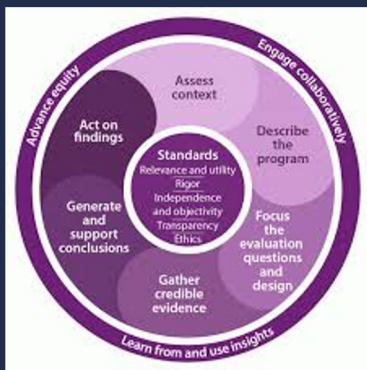 Advance equity
Engage collaboratively
Learn from and use insights
Assess
context
Describe
the
program
Focus
the
evaluation
questions
and
design
Gather
credible
evidence
Generate
and
support
conclusions
Act on
findings
Standards
Relevance and utility
Rigor
Independence
and objectivity
Transparency
Ethics